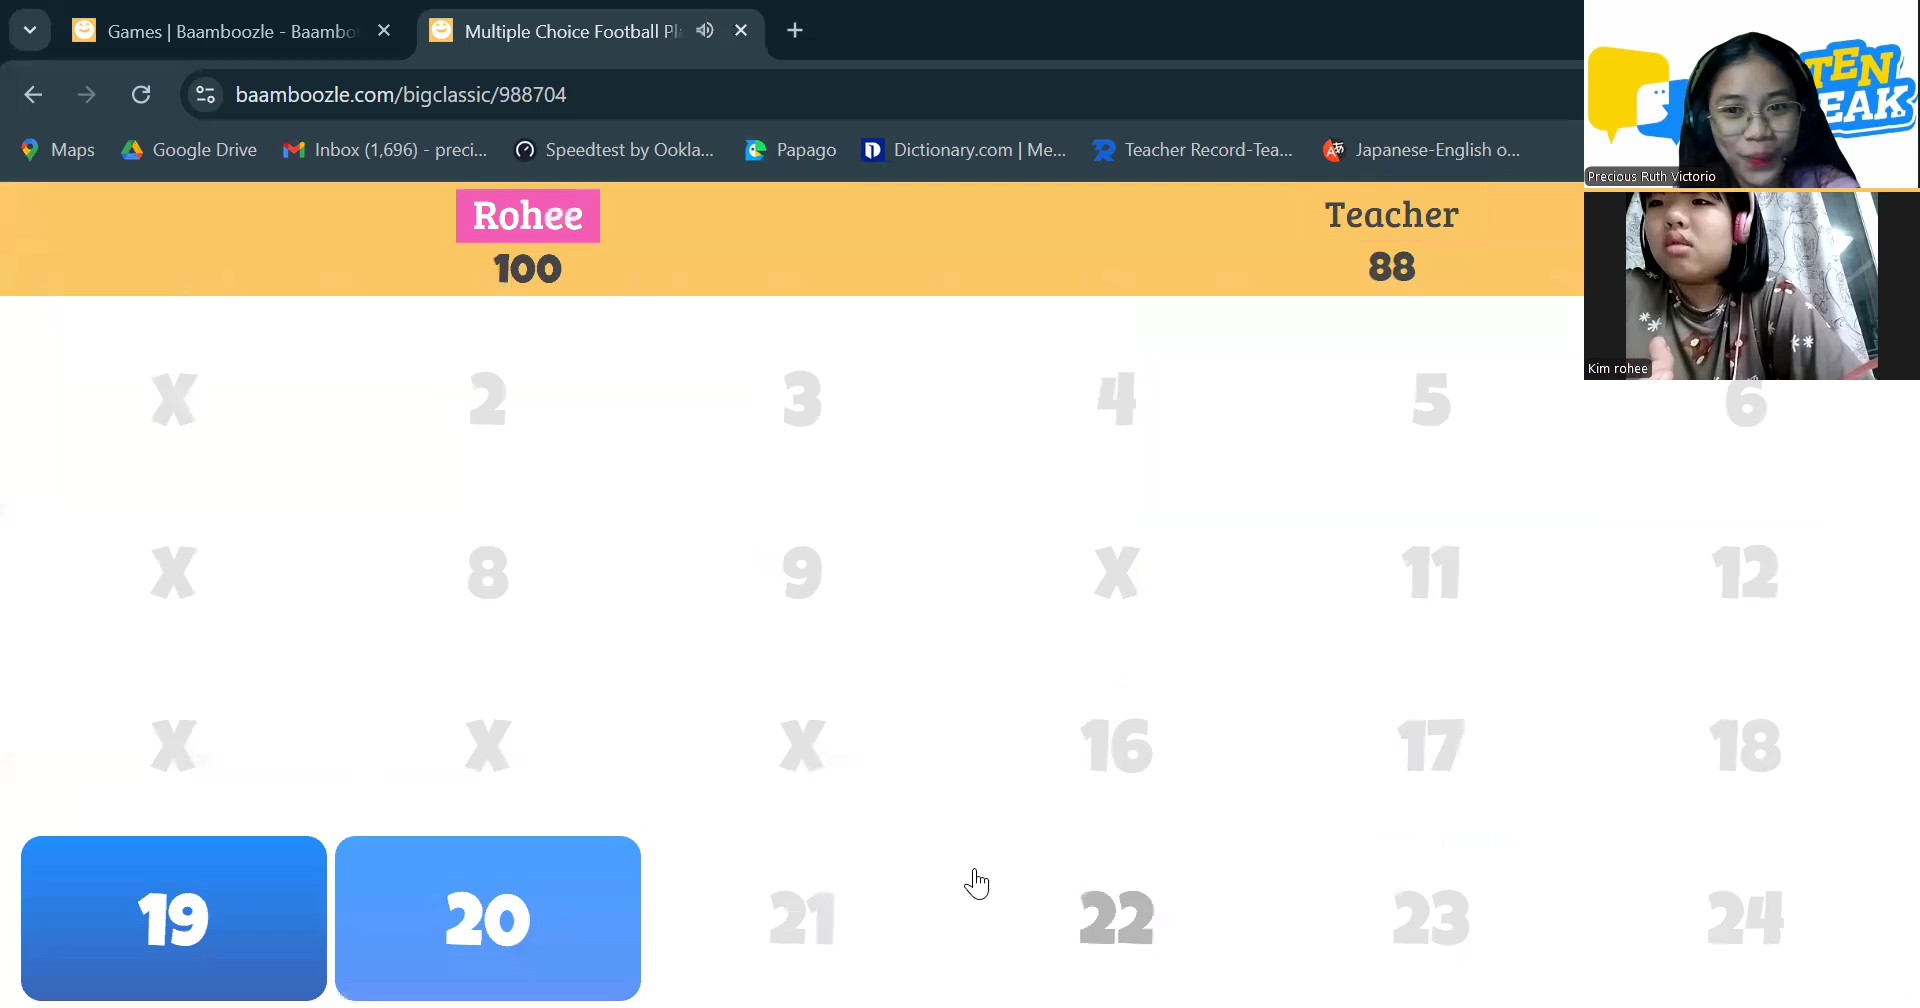 Games | Baamboozle - Baambo
Multiple Choice Football Pl
baamboozle.com/bigclassic/988704
Maps
Google Drive
Inbox (1,696) - preci...
Speedtest by Ookla...
Papago
Dictionary.com | Me...
Teacher Record-Tea...
Japanese-English o...
TEN
EAK
Precious Ruth Victorio
Kim rohee
Rohee
100
Teacher
88
X 2 3 4 5 6
X 8 9 X 11 12
X X X 16 17 18
19 20 21 22 23 24